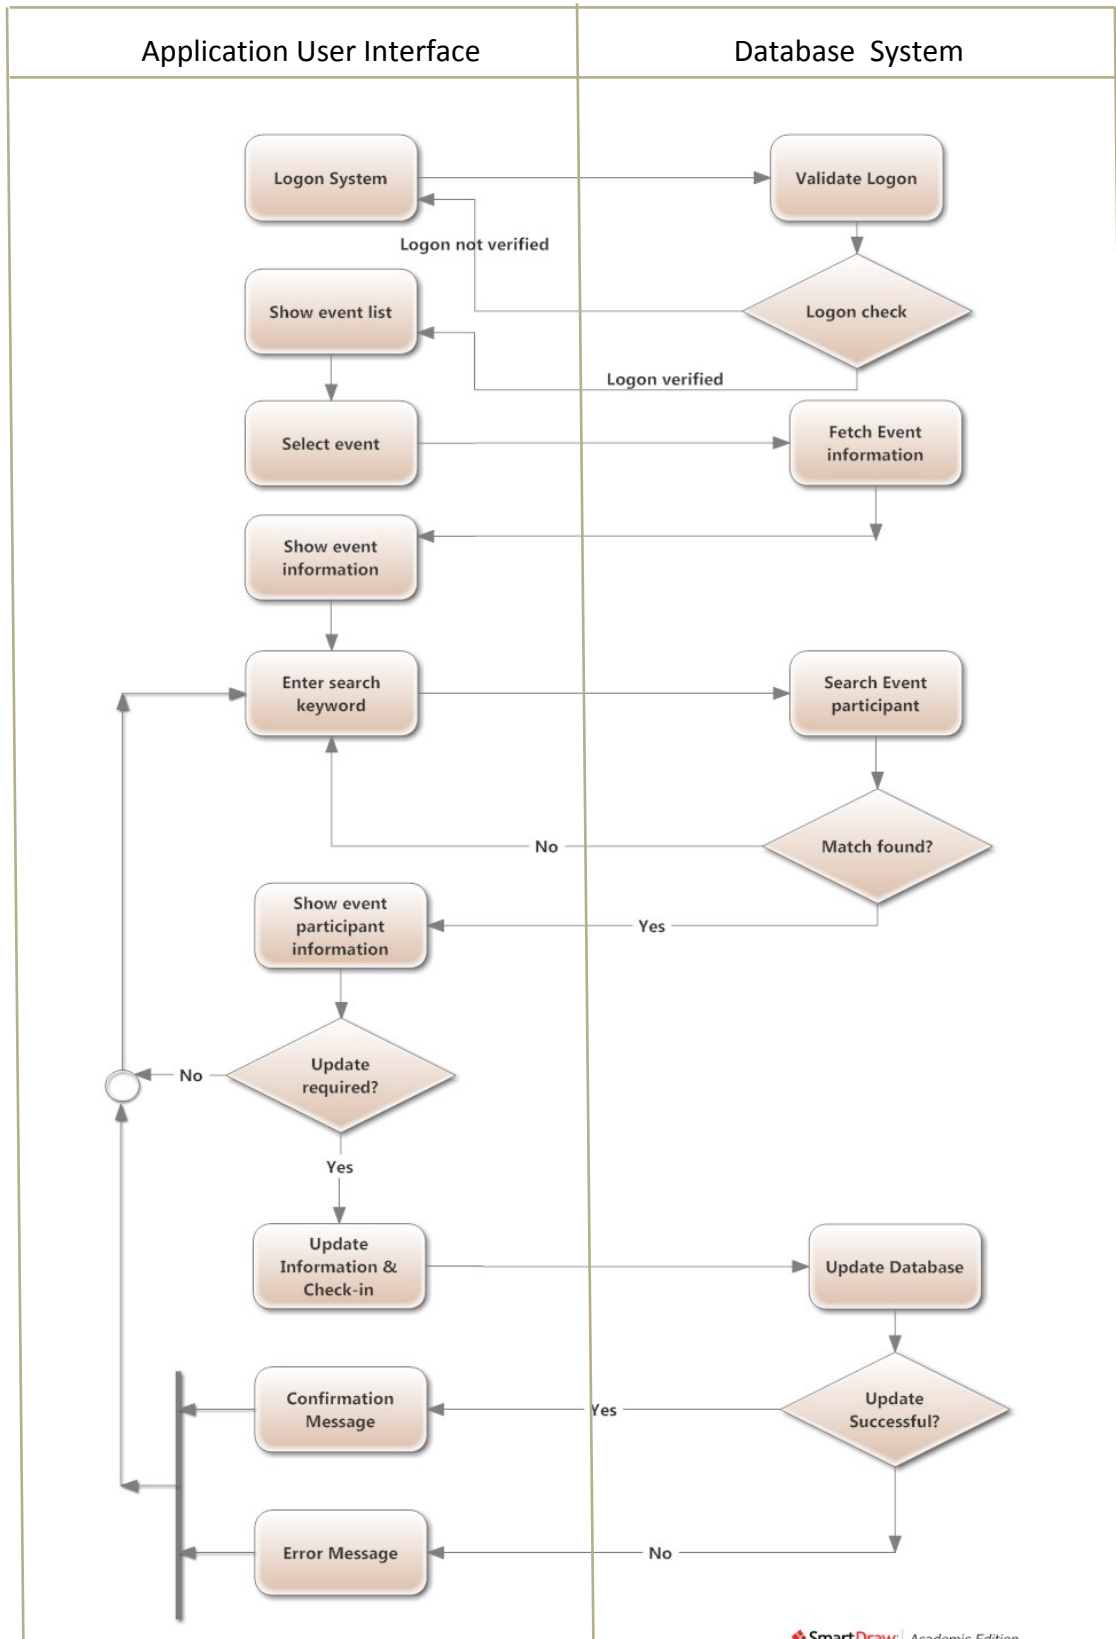 Application User Interface
Database System
Logon System
Validate Logon
Logon not verified
Show event list
Logon check
Logon verified
Select event
Fetch Event
information
Show event
information
Enter search
keyword
Search Event
participant
No
Match found?
Show event
participant
information
Yes
Update
required?
No
Yes
Update
Information &
Check-in
Update Database
Confirmation
Message
Yes
Update
Successful?
Error Message
No
SmartDraw Academic Edition